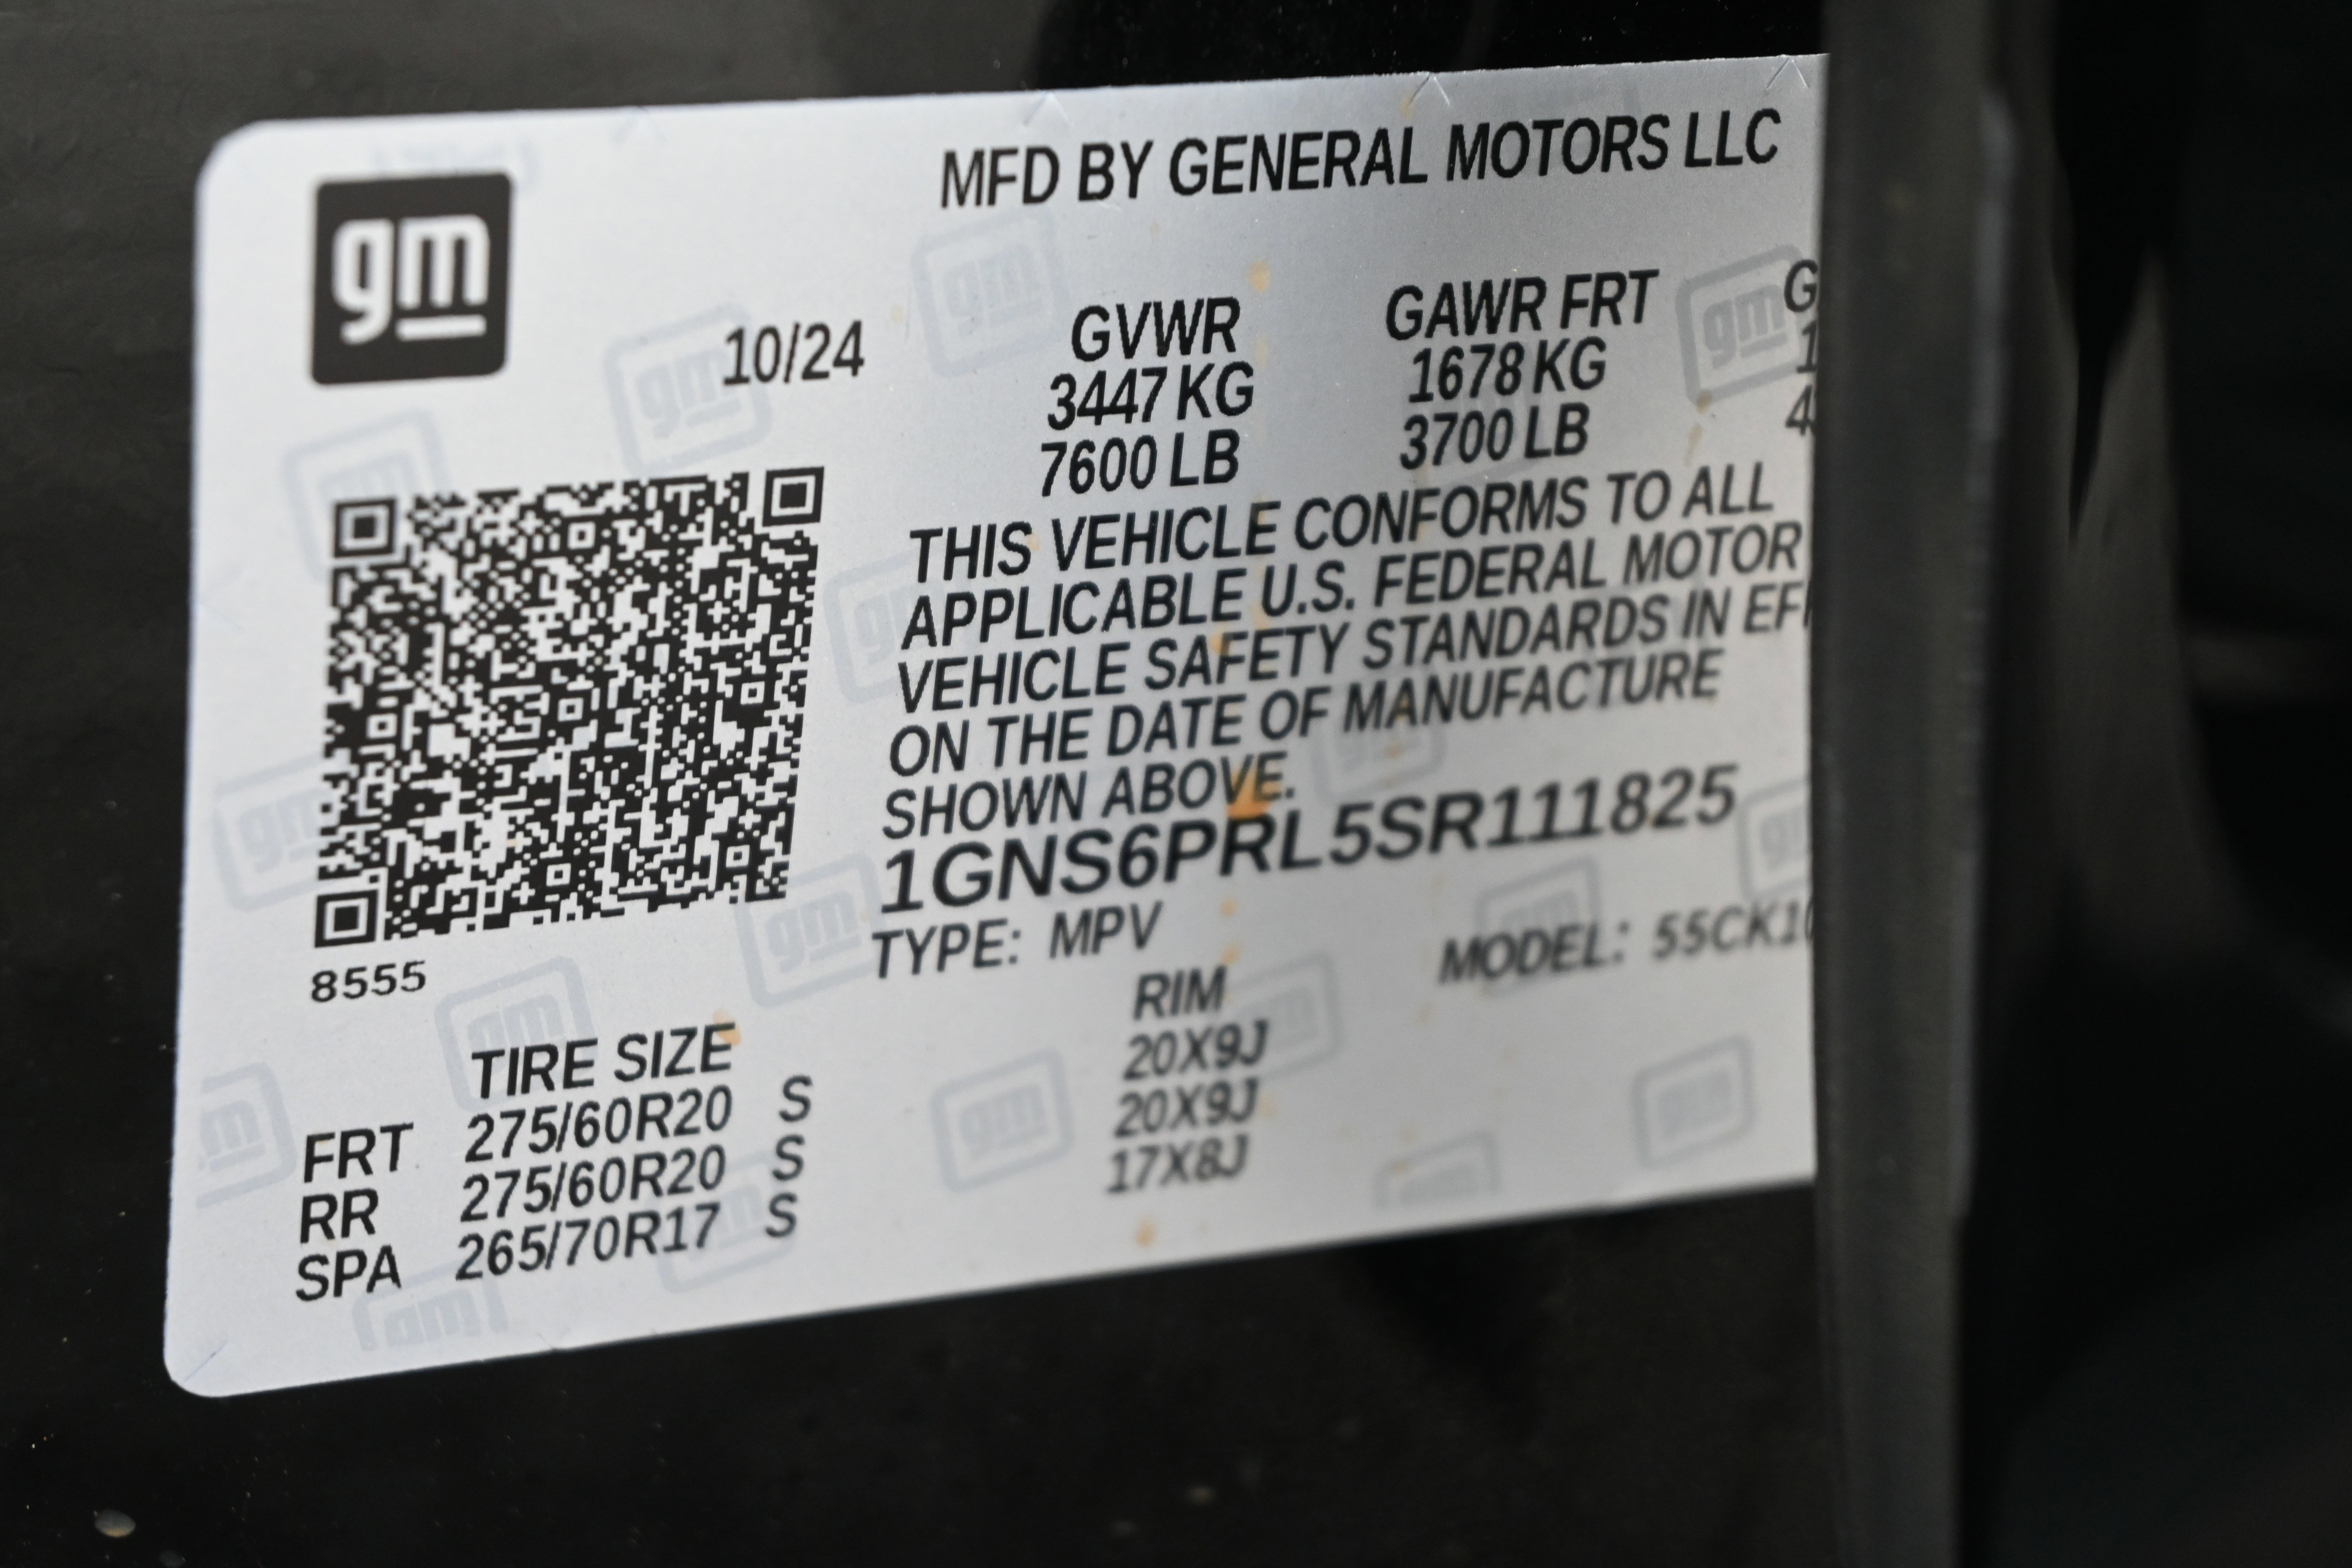 gm
MFD BY GENERAL MOTORS LLC
10/24
GVWR GAWR FRT
3447 KG 1678 KG
7600 LB 3700 LB
THIS VEHICLE CONFORMS TO ALL
APPLICABLE U.S. FEDERAL MOTOR
VEHICLE SAFETY STANDARDS IN
ON THE DATE OF MANUFACTURE
SHOWN ABOVE.
1GNS6PRL5SR111825
TYPE: MPV MODEL: 55CK10
8555
TIRE SIZE RIM
FRT 275/60R20 S 20X9J
RR 275/60R20 S 20X9J
SPA 265/70R17 S 17X8J